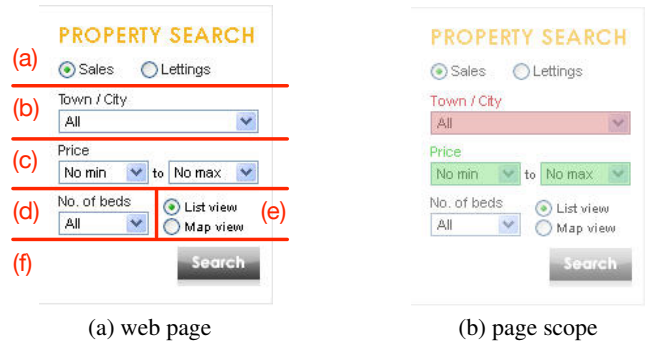 PROPERTY SEARCH
(a)
Sales Lettings
(b)
Town / City
All
(c)
Price
No min to No max
(d)
No. of beds
All
List view
Map view
(e)
(f)
Search
(a) web page
PROPERTY SEARCH
Sales Lettings
Town / City
All
Price
No min to No max
No. of beds
All
List view
Map view
Search
(b) page scope